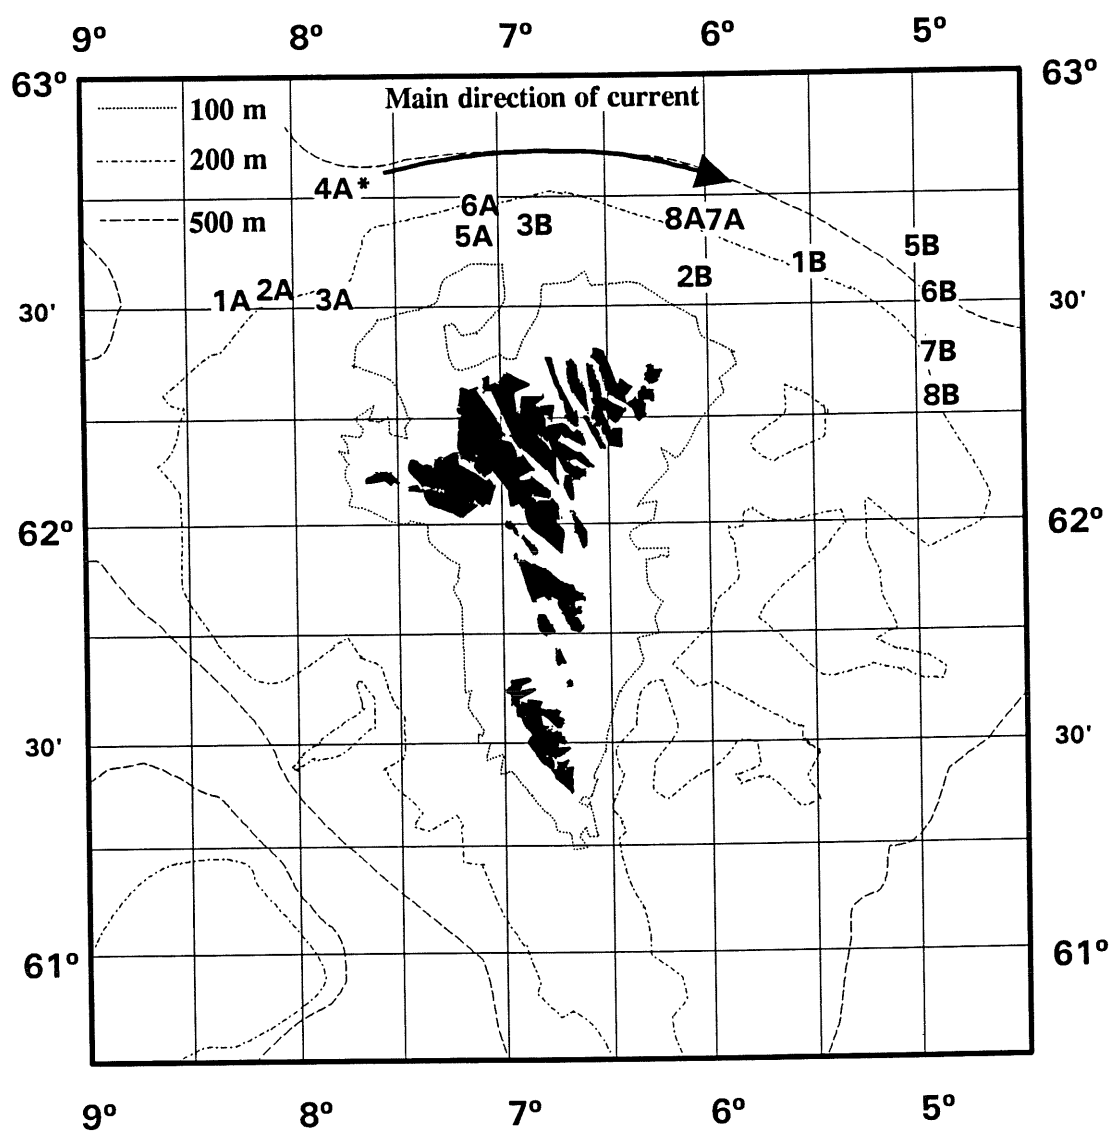 9º 8º 7º 6º 5º
63º 63º
Main direction of current
100 m
200 m
500 m
4A*
6A
5A 3B 8A7A
5B
1B
2B
1A 2A 3A
6B
30' 30'
7B
8B
62º 62º
30' 30'
61º 61º
9º 8º 7º 6º 5º